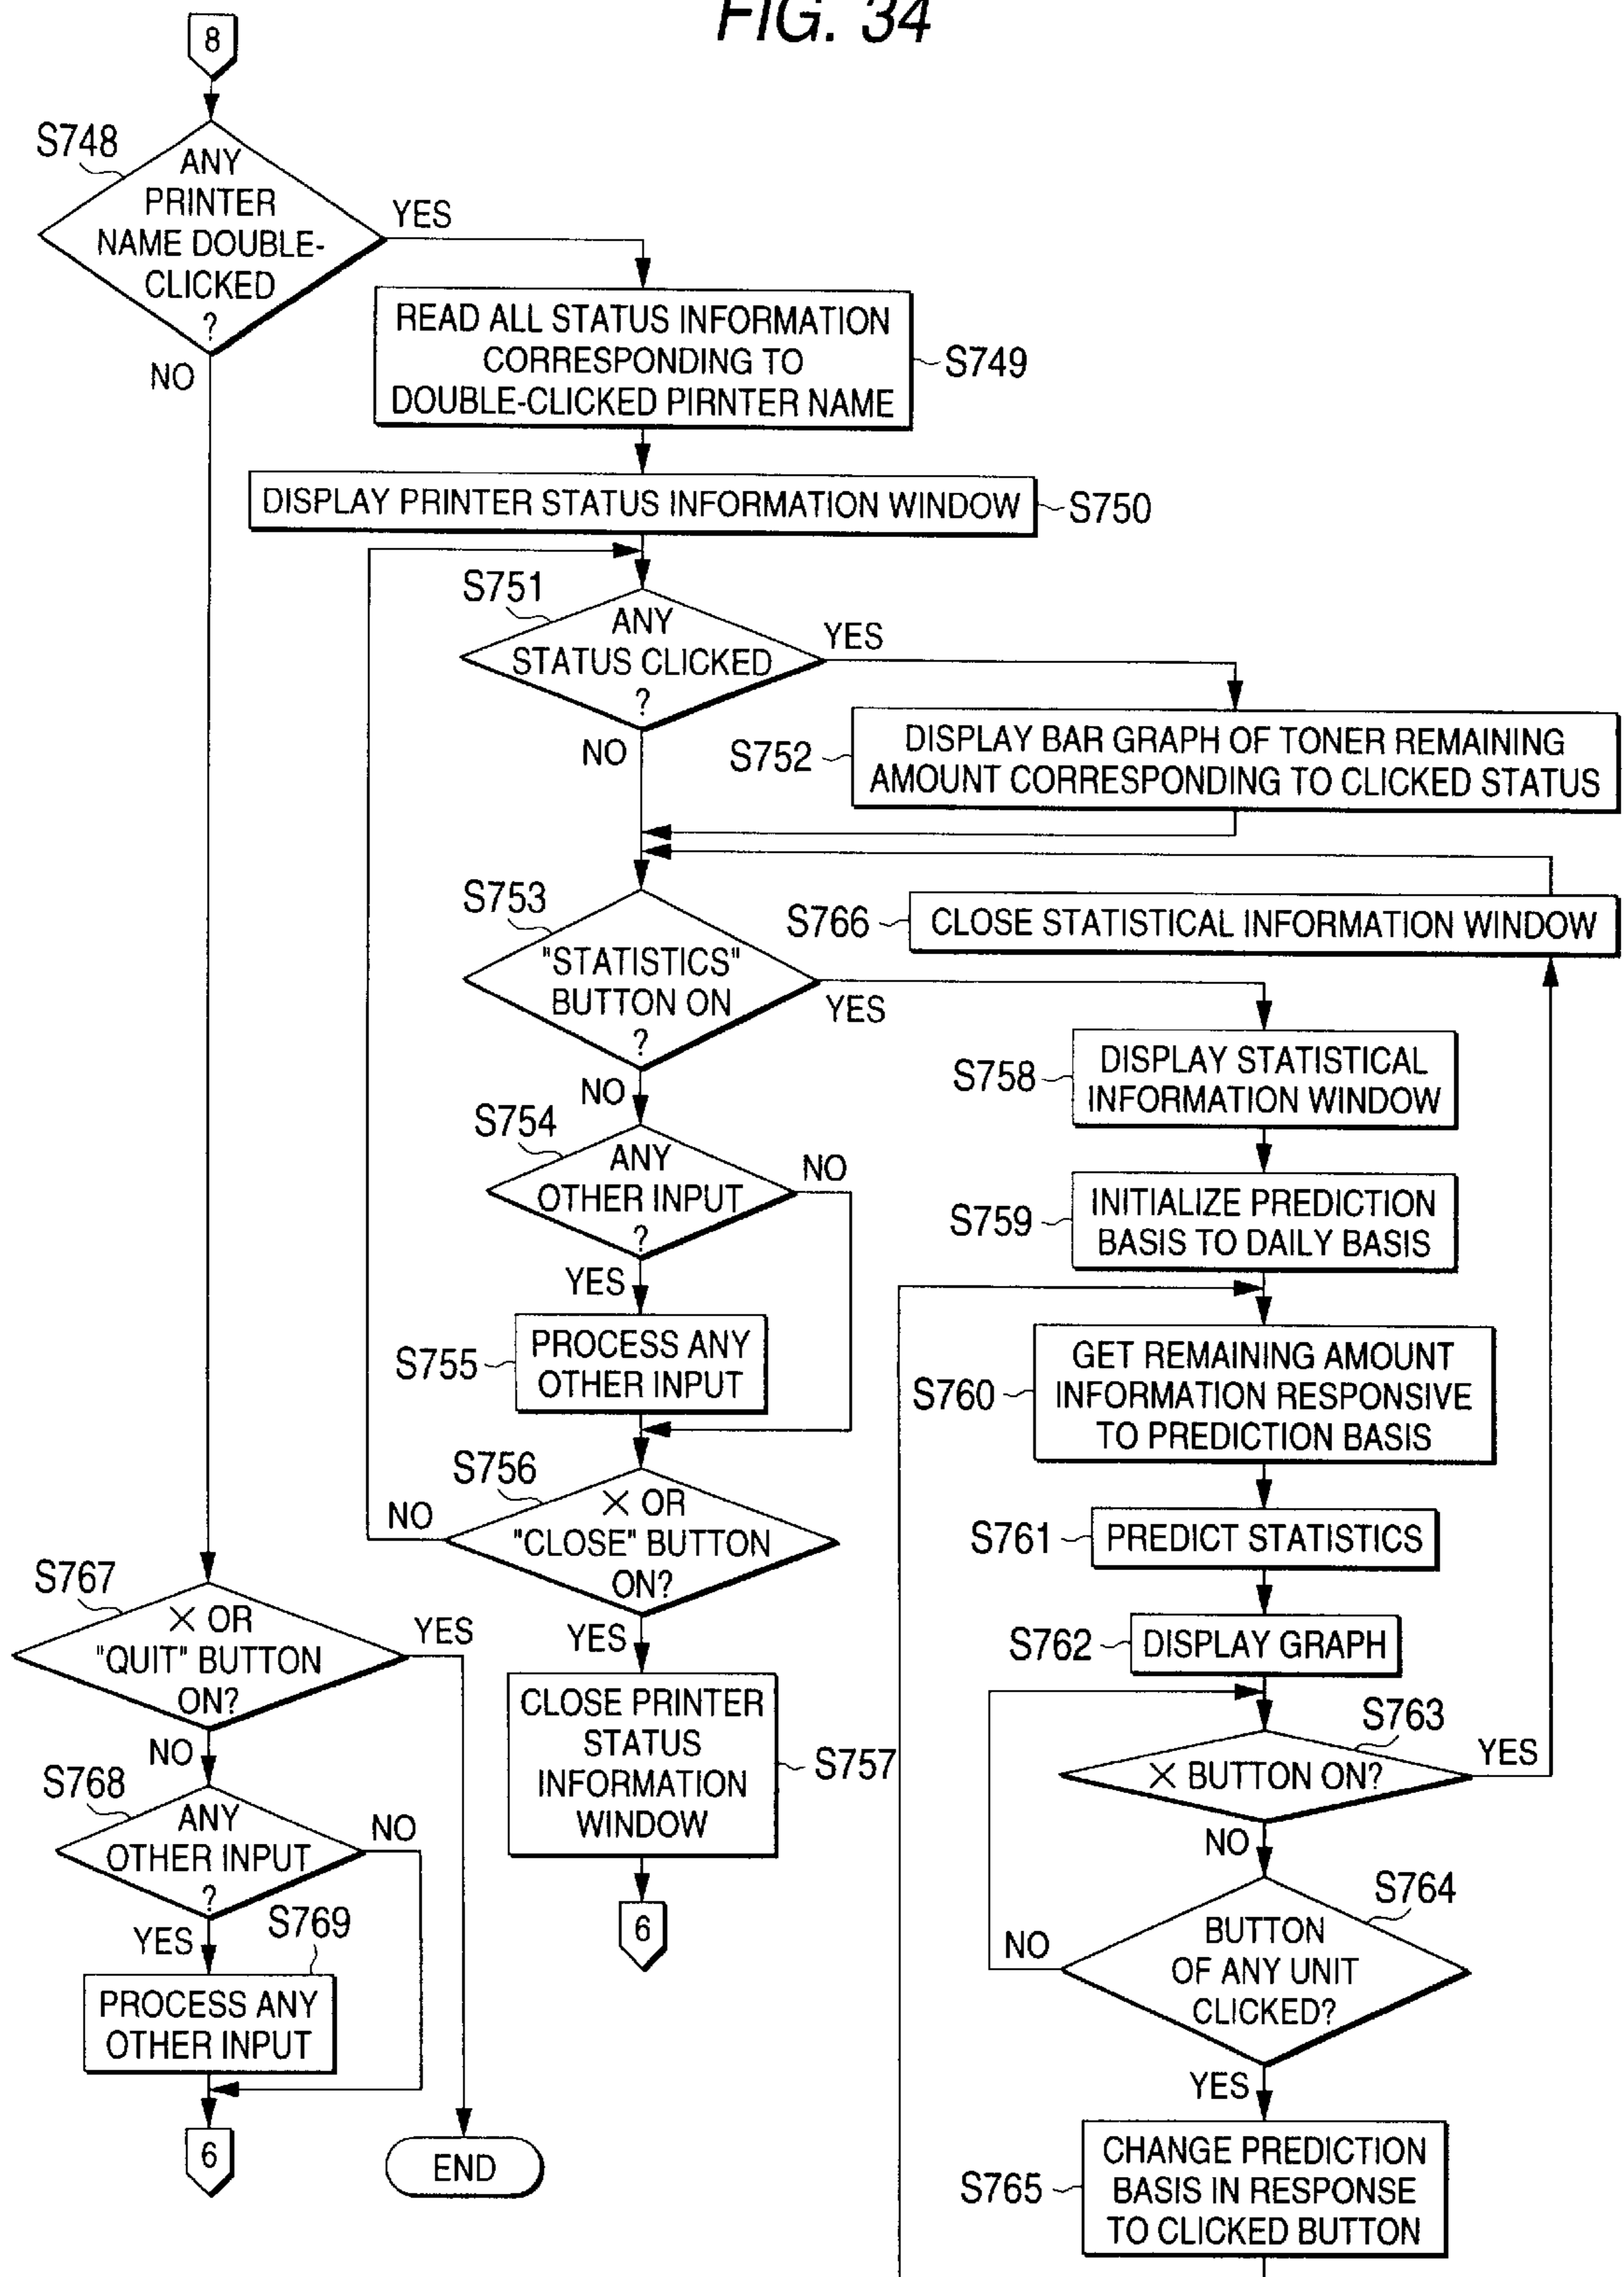 FIG. 34
8
S748
ANY
PRINTER
NAME DOUBLE-
CLICKED
?
YES
NO
READ ALL STATUS INFORMATION
CORRESPONDING TO
DOUBLE-CLICKED PIRNTER NAME
S749
DISPLAY PRINTER STATUS INFORMATION WINDOW
S750
S751
ANY
STATUS CLICKED
?
YES
NO
S752
DISPLAY BAR GRAPH OF TONER REMAINING
AMOUNT CORRESPONDING TO CLICKED STATUS
S753
"STATISTICS"
BUTTON ON
?
YES
NO
S766
CLOSE STATISTICAL INFORMATION WINDOW
S754
ANY
OTHER INPUT
?
NO
YES
S755
PROCESS ANY
OTHER INPUT
S756
× OR
"CLOSE" BUTTON
ON?
NO
YES
CLOSE PRINTER
STATUS
INFORMATION
WINDOW
S757
6
S758
DISPLAY STATISTICAL
INFORMATION WINDOW
S759
INITIALIZE PREDICTION
BASIS TO DAILY BASIS
S760
GET REMAINING AMOUNT
INFORMATION RESPONSIVE
TO PREDICTION BASIS
S761
PREDICT STATISTICS
S762
DISPLAY GRAPH
S763
× BUTTON ON?
YES
NO
S764
BUTTON
OF ANY UNIT
CLICKED?
NO
YES
S765
CHANGE PREDICTION
BASIS IN RESPONSE
TO CLICKED BUTTON
S767
× OR
"QUIT" BUTTON
ON?
YES
NO
S768
ANY
OTHER INPUT
?
NO
YES
S769
PROCESS ANY
OTHER INPUT
6
END